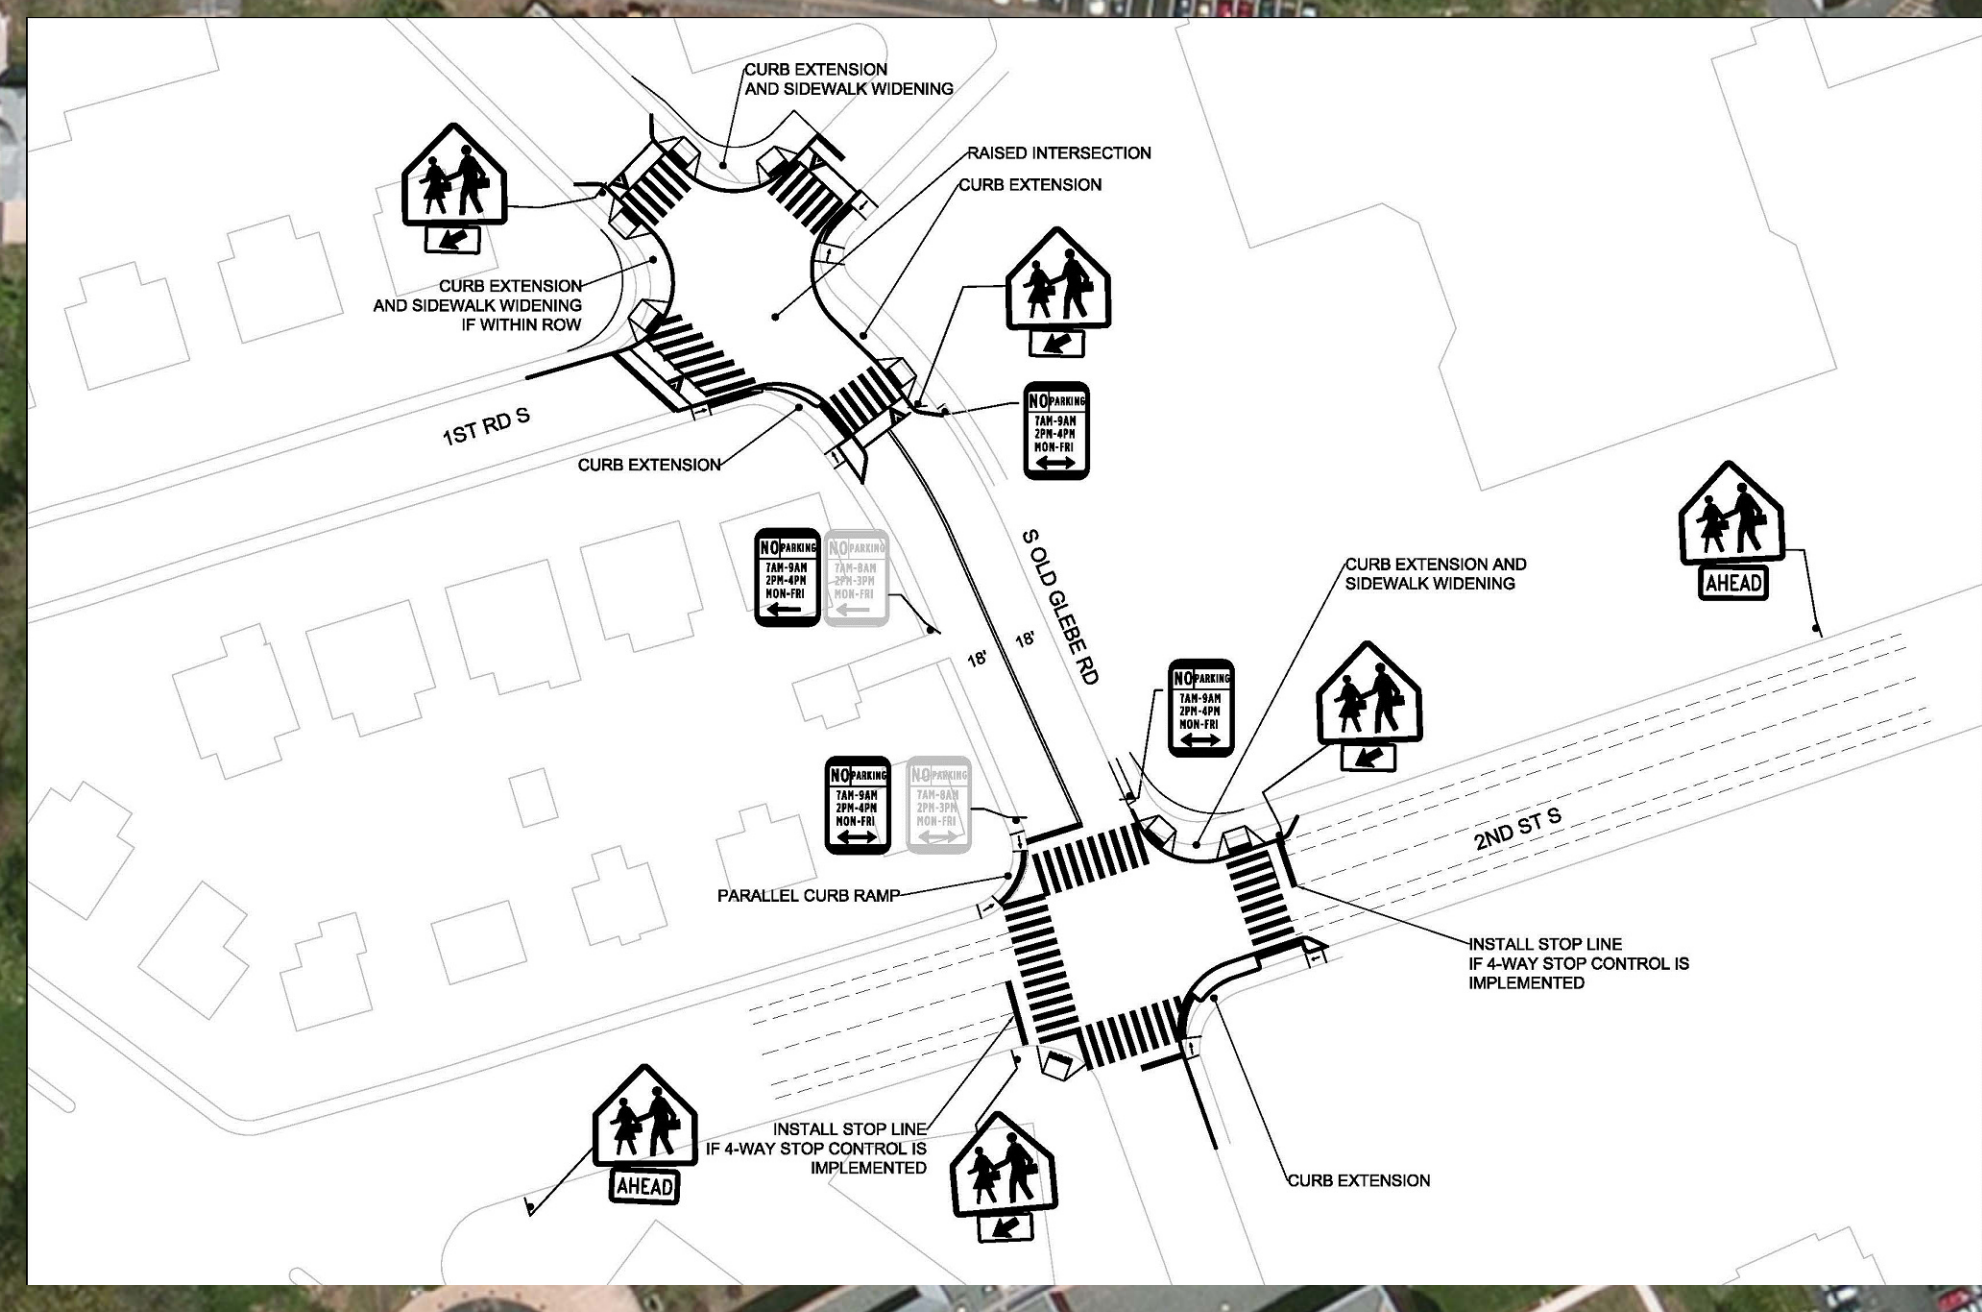 CURB EXTENSION
AND SIDEWALK WIDENING
RAISED INTERSECTION
CURB EXTENSION
CURB EXTENSION
AND SIDEWALK WIDENING
IF WITHIN ROW
NO PARKING
7AM-9AM
2PM-4PM
MON-FRI
1ST RD S
CURB EXTENSION
NO PARKING
7AM-9AM
2PM-4PM
MON-FRI
NO PARKING
7AM-8AM
2PM-3PM
MON-FRI
S OLD GLEBE RD
18'
18'
CURB EXTENSION AND
SIDEWALK WIDENING
AHEAD
NO PARKING
7AM-9AM
2PM-4PM
MON-FRI
NO PARKING
7AM-9AM
2PM-4PM
MON-FRI
NO PARKING
7AM-8AM
2PM-3PM
MON-FRI
2ND ST S
PARALLEL CURB RAMP
INSTALL STOP LINE
IF 4-WAY STOP CONTROL IS
IMPLEMENTED
INSTALL STOP LINE
IF 4-WAY STOP CONTROL IS
IMPLEMENTED
AHEAD
CURB EXTENSION